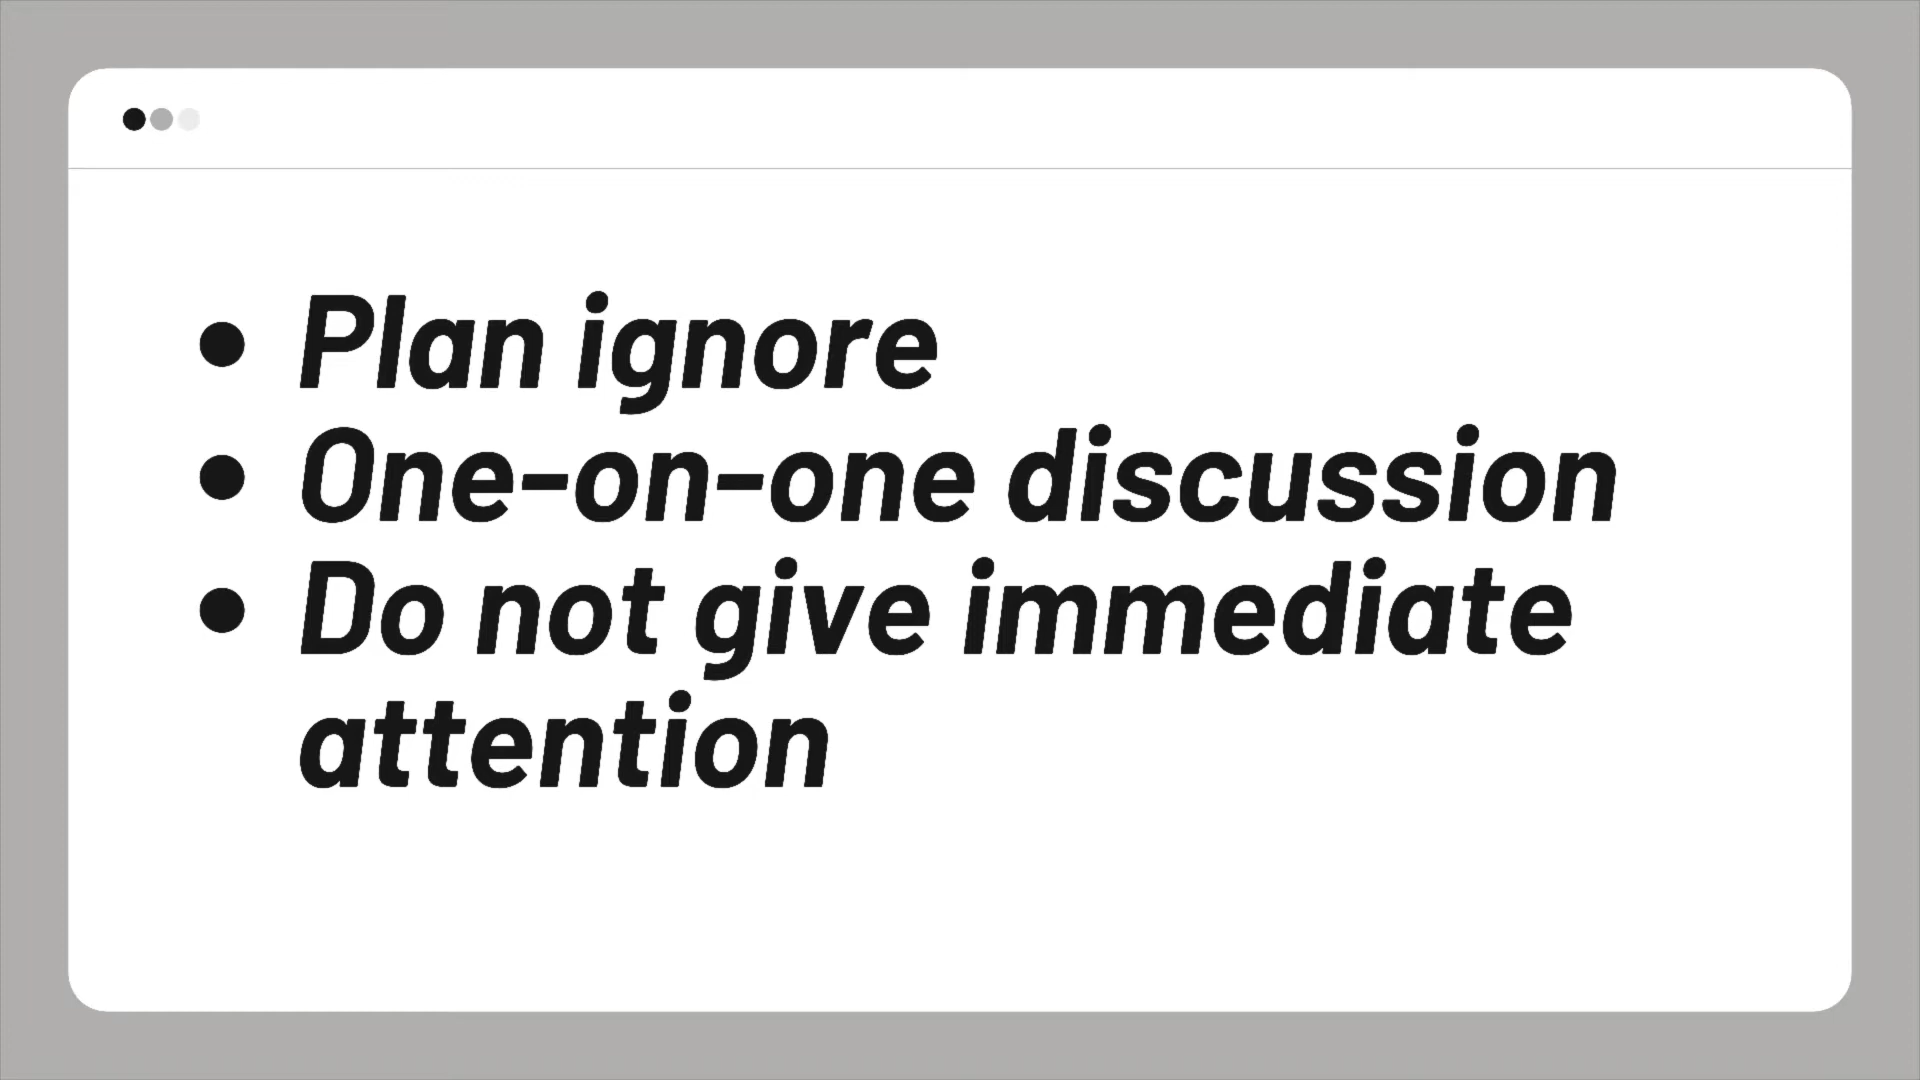 • Plan ignore
• One-on-one discussion
• Do not give immediate
attention